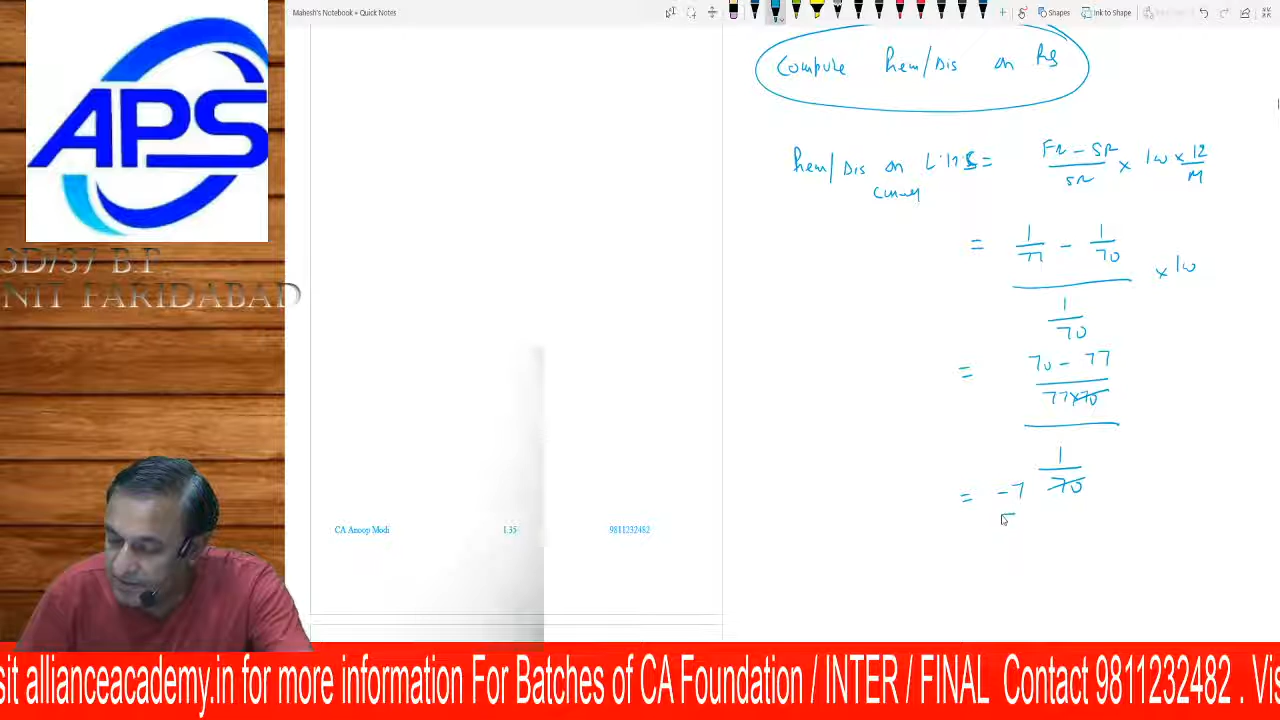 Mahesh's Notebook » Quick Notes
Shapes
Ink to Shape
APS
3D/37 B.P.
NIT FARIDABAD
Compute Prem/Dis on Rs
Prem/Dis on L.H.S = FR - SR / SR × 100 × 12 / M
Currency
= 1/77 - 1/70
× 100
1/70
= 70 - 77
77×70
1
= -7 70
CA Anoop Modi 1.35 9811232482
sit allianceacademy.in for more information For Batches of CA Foundation / INTER / FINAL Contact 9811232482 . Vis